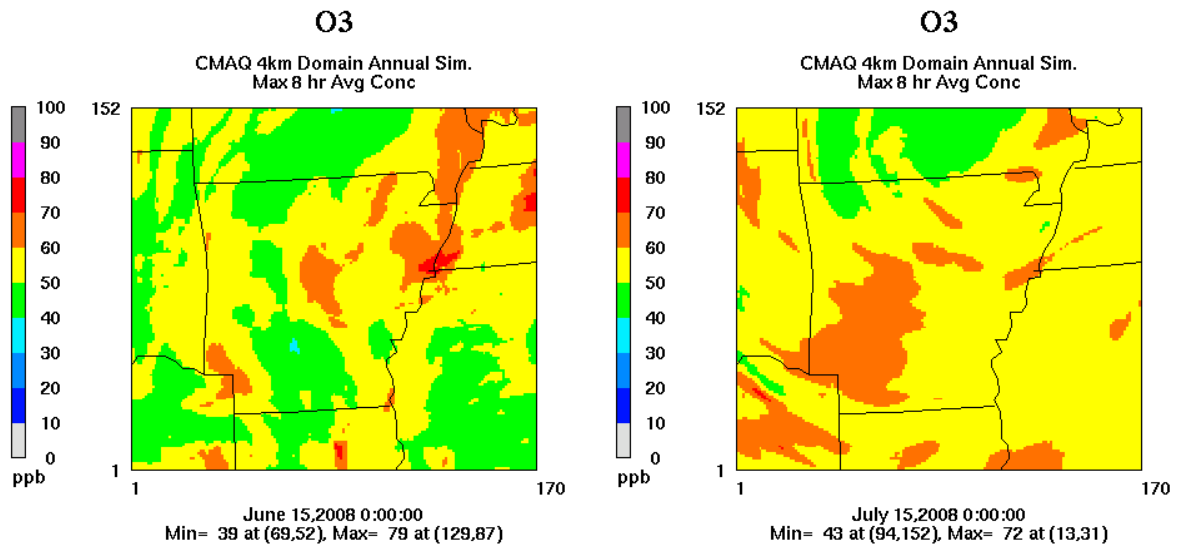 O3
CMAQ 4km Domain Annual Sim.
Max 8 hr Avg Conc
100
90
80
70
60
50
40
30
20
10
0
ppb
152
1
1
170
June 15,2008 0:00:00
Min= 39 at (69,52), Max= 79 at (129,87)
O3
CMAQ 4km Domain Annual Sim.
Max 8 hr Avg Conc
100
90
80
70
60
50
40
30
20
10
0
ppb
152
1
1
170
July 15,2008 0:00:00
Min= 43 at (94,152), Max= 72 at (13,31)